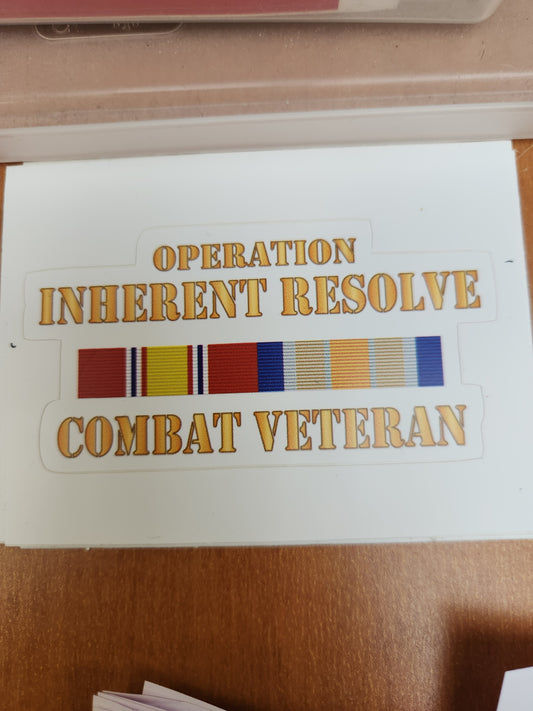 OPERATION
INHERENT RESOLVE
COMBAT VETERAN